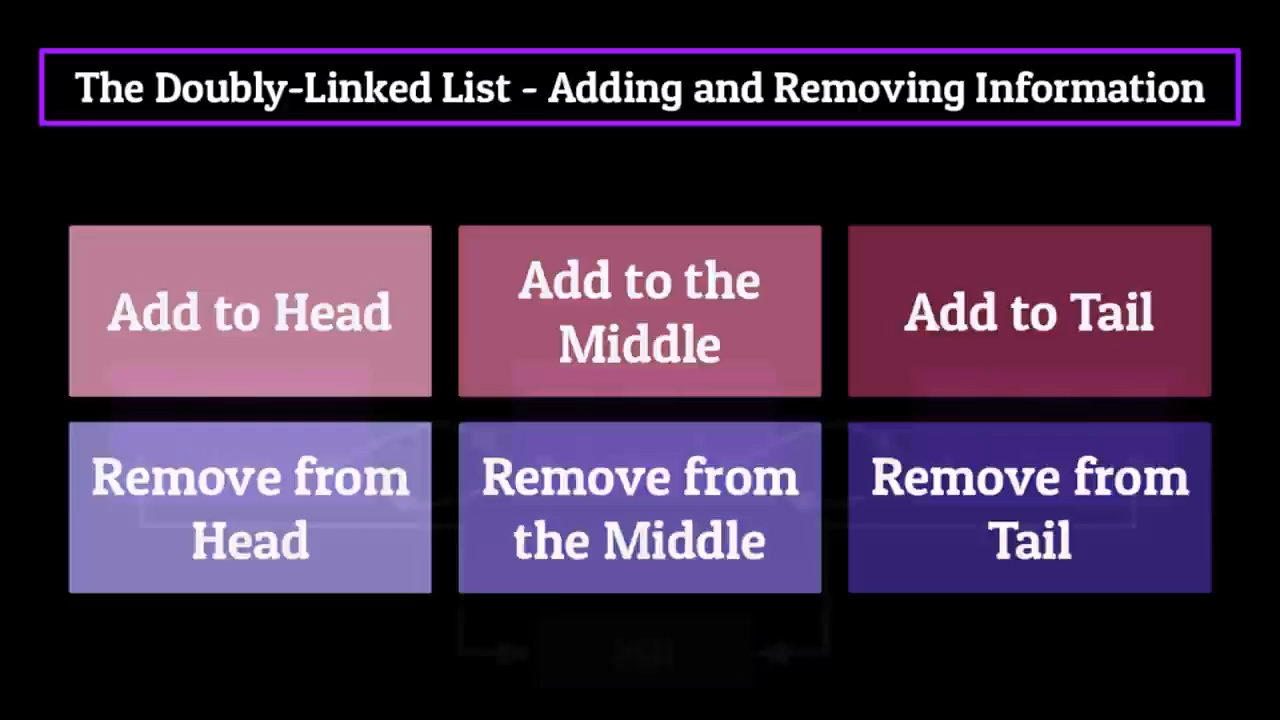 The Doubly-Linked List - Adding and Removing Information
Add to Head
Add to the
Middle
Add to Tail
Remove from
Head
Remove from
the Middle
Remove from
Tail